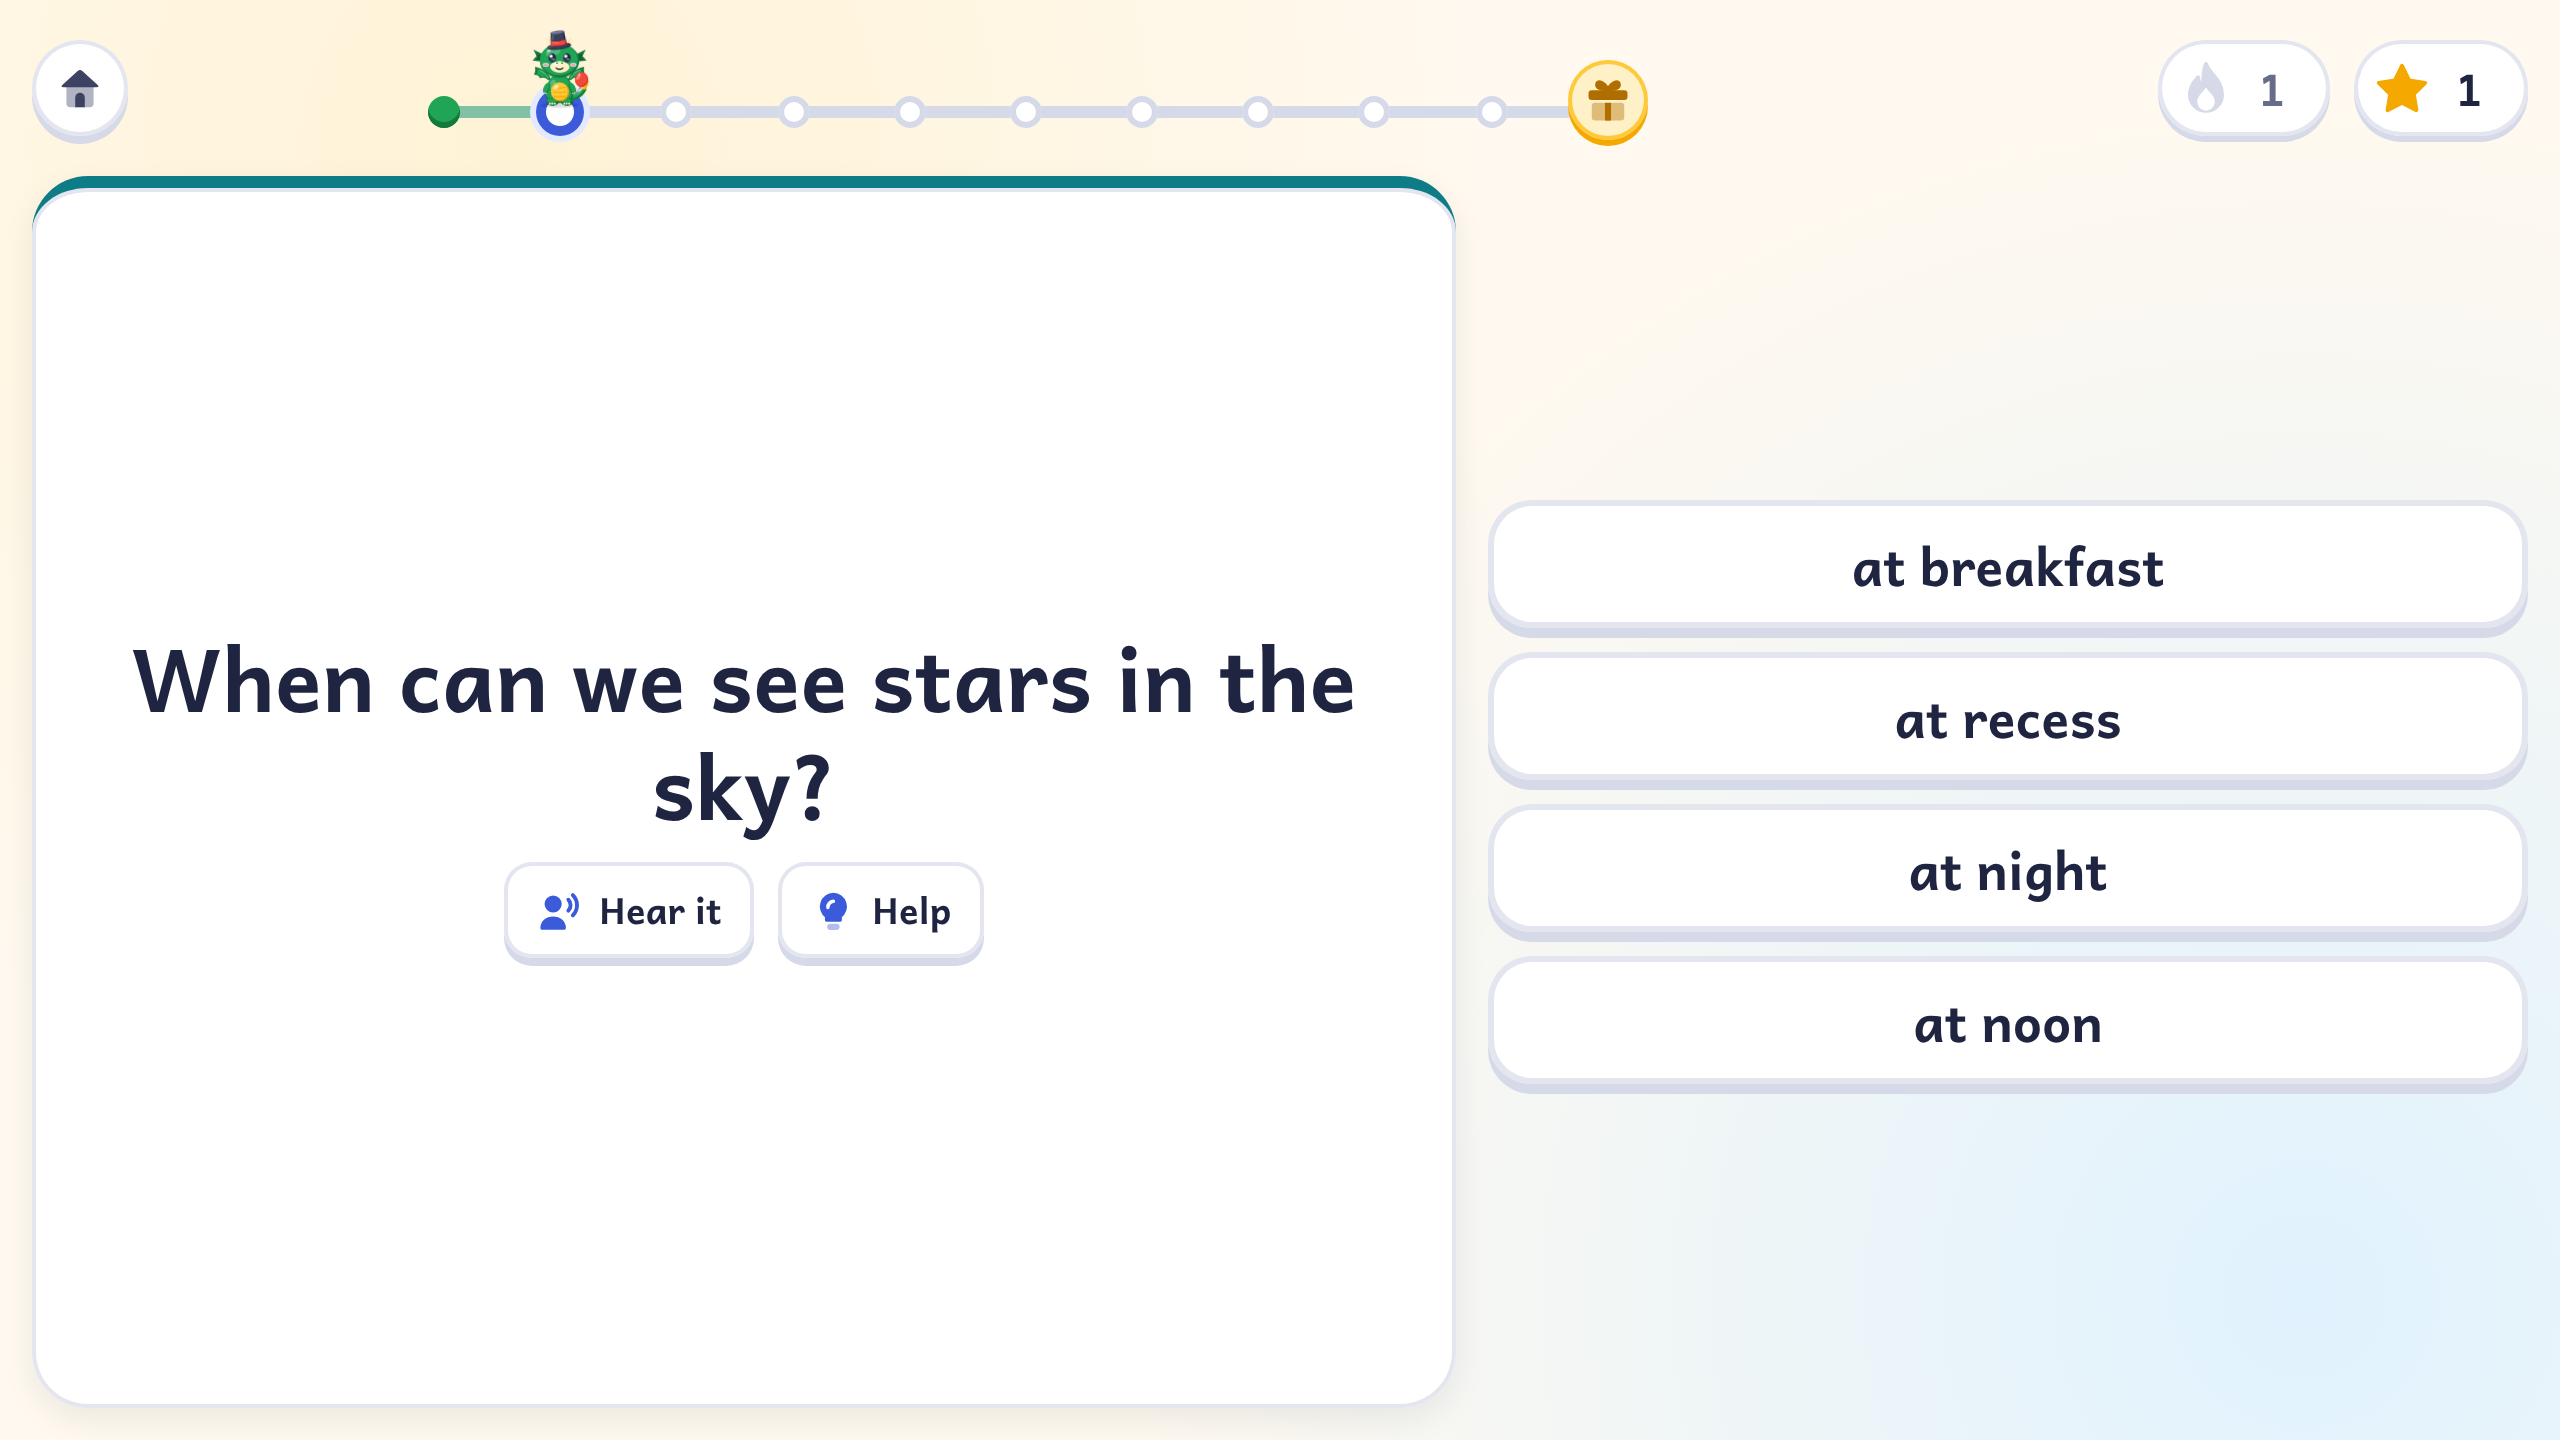 1
1
When can we see stars in the
sky?
Hear it
Help
at breakfast
at recess
at night
at noon